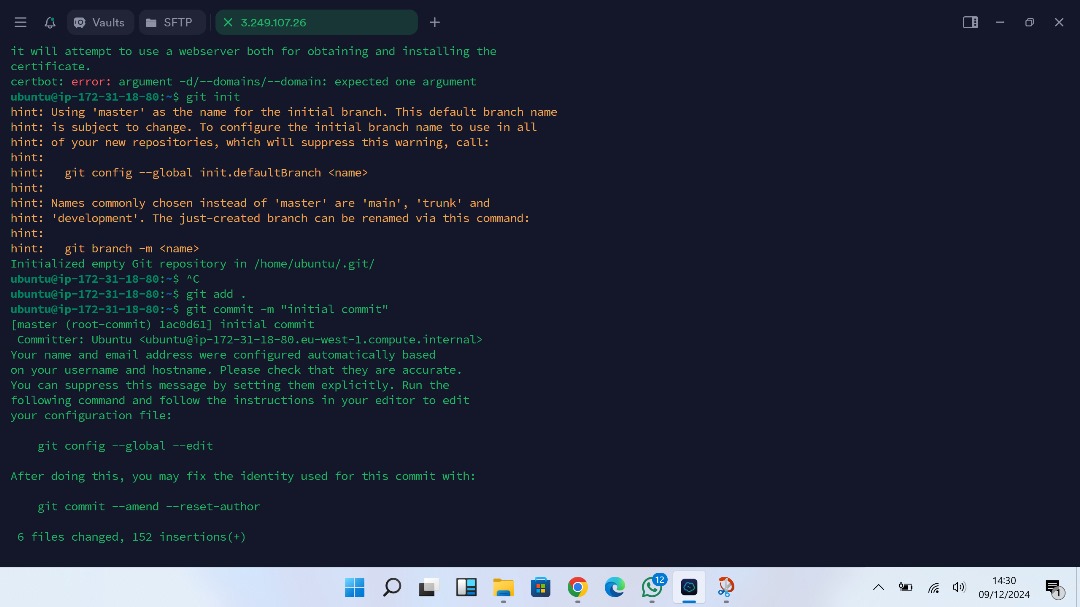 Vaults
SFTP
3.249.107.26
it will attempt to use a webserver both for obtaining and installing the
certificate.
certbot: error: argument -d/--domains/--domain: expected one argument
ubuntu@ip-172-31-18-80:~$ git init
hint: Using 'master' as the name for the initial branch. This default branch name
hint: is subject to change. To configure the initial branch name to use in all
hint: of your new repositories, which will suppress this warning, call:
hint:
hint:   git config --global init.defaultBranch <name>
hint:
hint: Names commonly chosen instead of 'master' are 'main', 'trunk' and
hint: 'development'. The just-created branch can be renamed via this command:
hint:
hint:   git branch -m <name>
Initialized empty Git repository in /home/ubuntu/.git/
ubuntu@ip-172-31-18-80:~$ ^C
ubuntu@ip-172-31-18-80:~$ git add .
ubuntu@ip-172-31-18-80:~$ git commit -m "initial commit"
[master (root-commit) 1ac0d61] initial commit
 Committer: Ubuntu <ubuntu@ip-172-31-18-80.eu-west-1.compute.internal>
Your name and email address were configured automatically based
on your username and hostname. Please check that they are accurate.
You can suppress this message by setting them explicitly. Run the
following command and follow the instructions in your editor to edit
your configuration file:
    git config --global --edit
After doing this, you may fix the identity used for this commit with:
    git commit --amend --reset-author
 6 files changed, 152 insertions(+)
12
14:30
09/12/2024
1